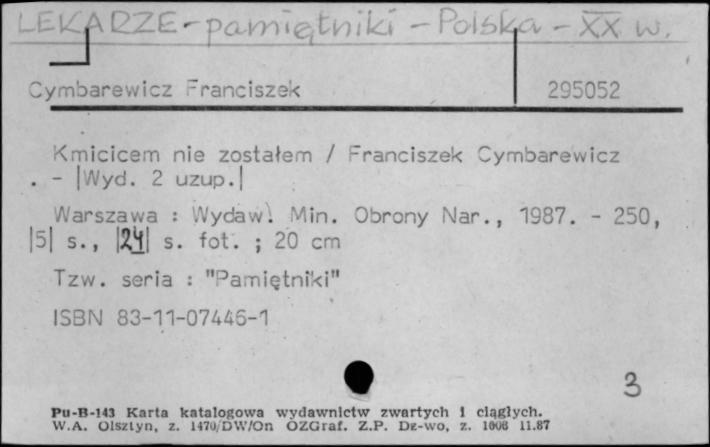 LEKARZE - pamiętniki - Polska - XX w.
Cymbarewicz Franciszek 295052
Kmicicem nie zostałem / Franciszek Cymbarewicz
. - |Wyd. 2 uzup.|
Warszawa : Wydaw. Min. Obrony Nar., 1987. - 250,
|5| s., |24| s. fot. ; 20 cm
Tzw. seria : "Pamiętniki"
ISBN 83-11-07446-1
3
Pu-B-143 Karta katalogowa wydawnictw zwartych i ciągłych.
W.A. Olsztyn, z. 1470/DW/On OZGraf. Z.P. Dz-wo, z. 1606 11.87